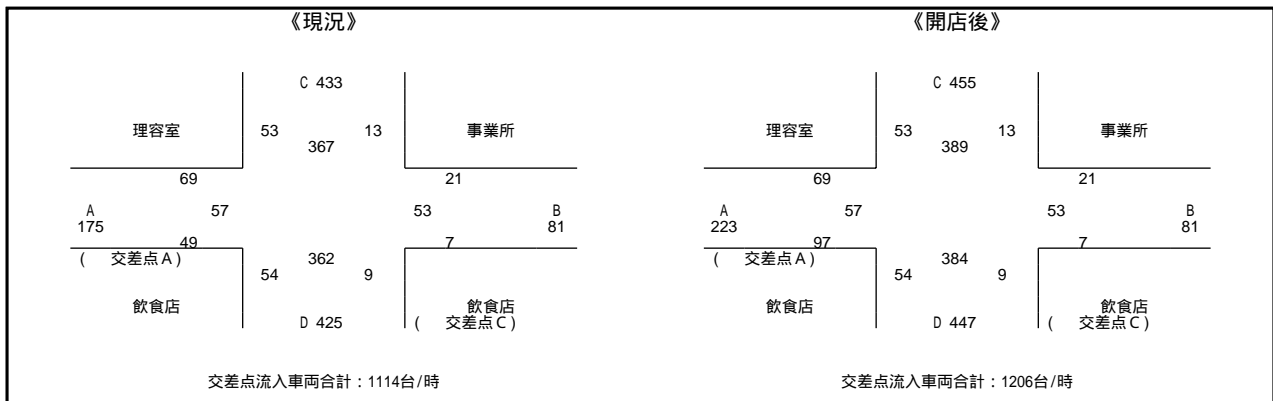 《現況》
C 433
理容室
53
13
事業所
367
69
21
A
57
53
B
175
81
49
7
( 交差点A)
362
54
9
飲食店
飲食店
D 425
( 交差点C)
交差点流入車両合計：1114台/時
《開店後》
C 455
理容室
53
13
事業所
389
69
21
A
57
53
B
223
81
97
7
( 交差点A)
384
54
9
飲食店
飲食店
D 447
( 交差点C)
交差点流入車両合計：1206台/時